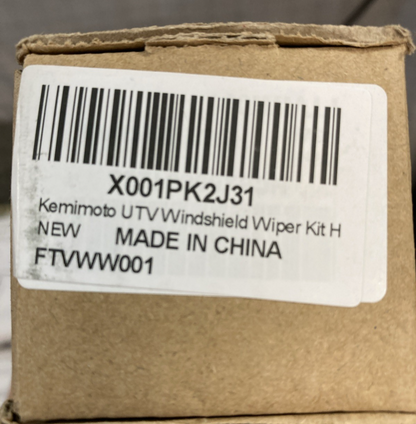 X001PK2J31
Kemimoto UTV Windshield Wiper Kit H
NEW MADE IN CHINA
FTVWW001